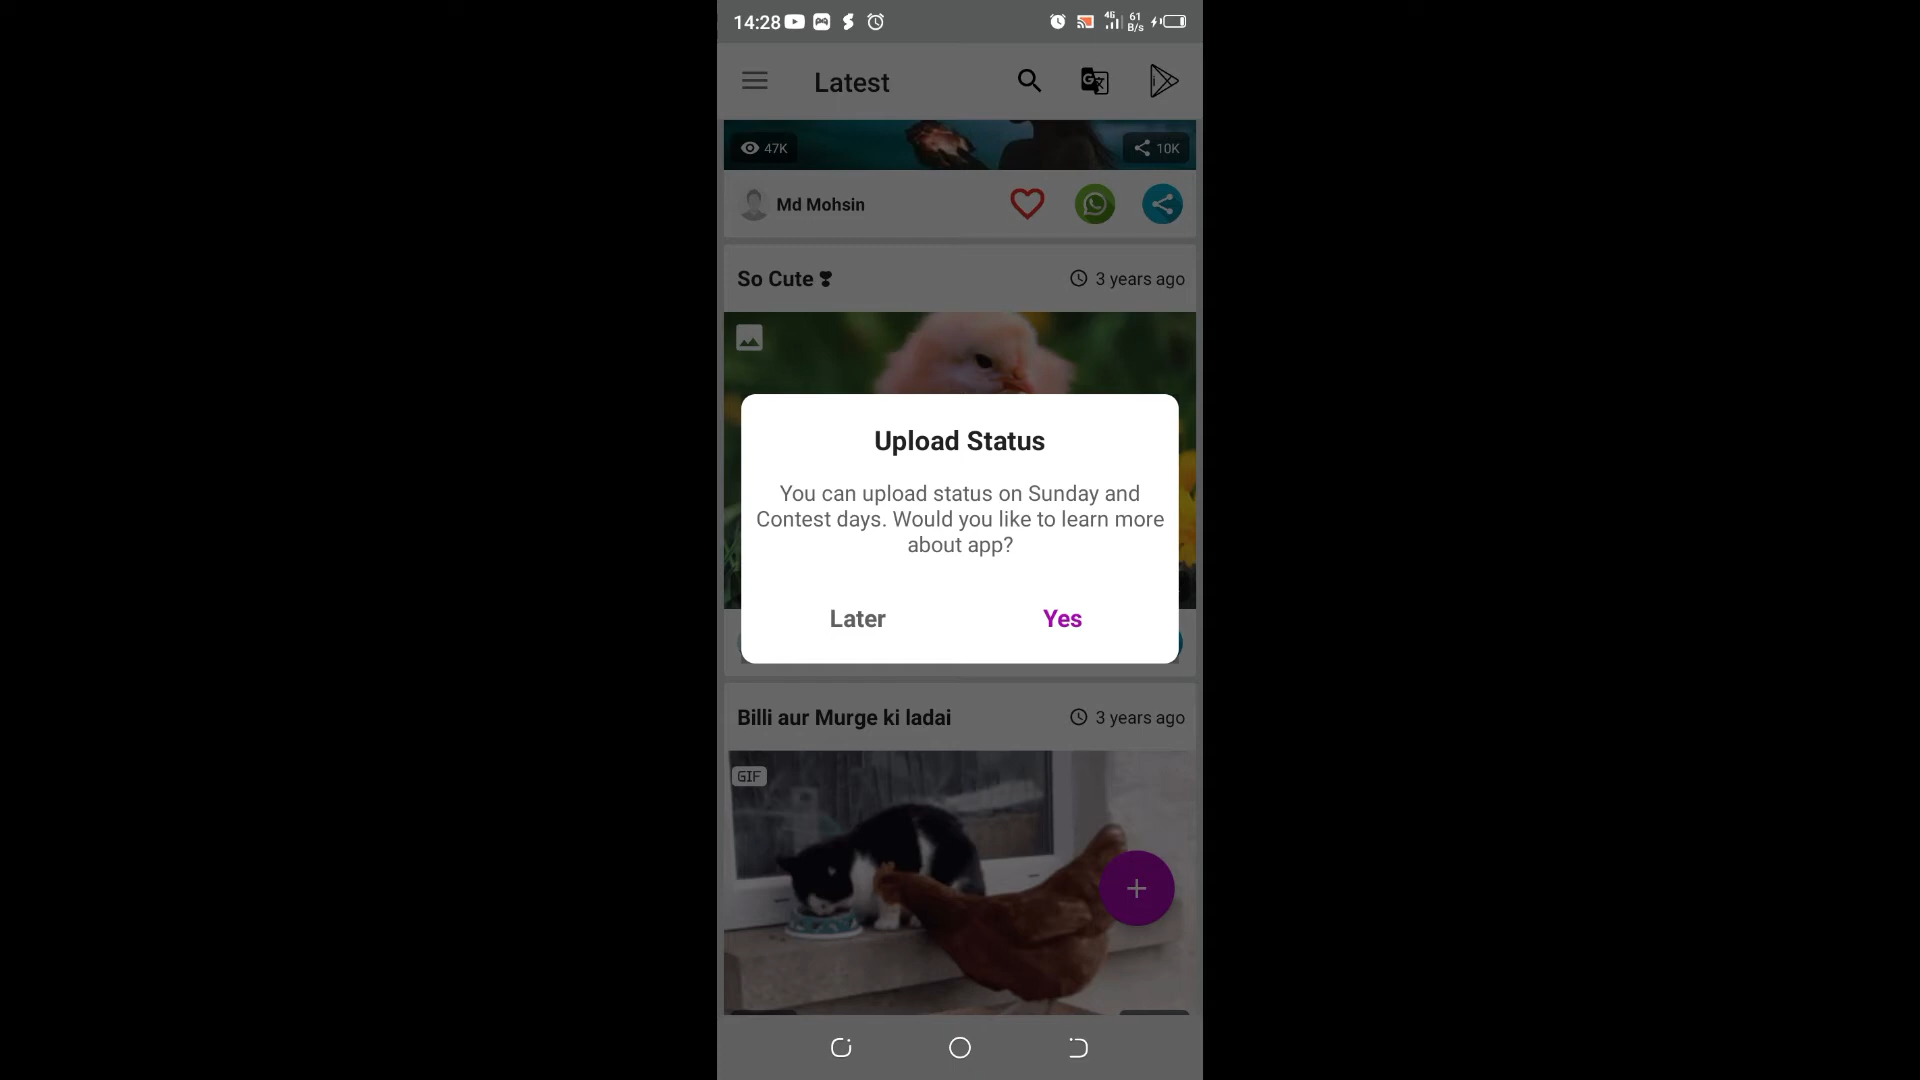 14:28
61
4G B/s
Latest
47K
10K
Md Mohsin
So Cute ❣
3 years ago
Upload Status
You can upload status on Sunday and
Contest days. Would you like to learn more
about app?
Later Yes
Billi aur Murge ki ladai
3 years ago
GIF